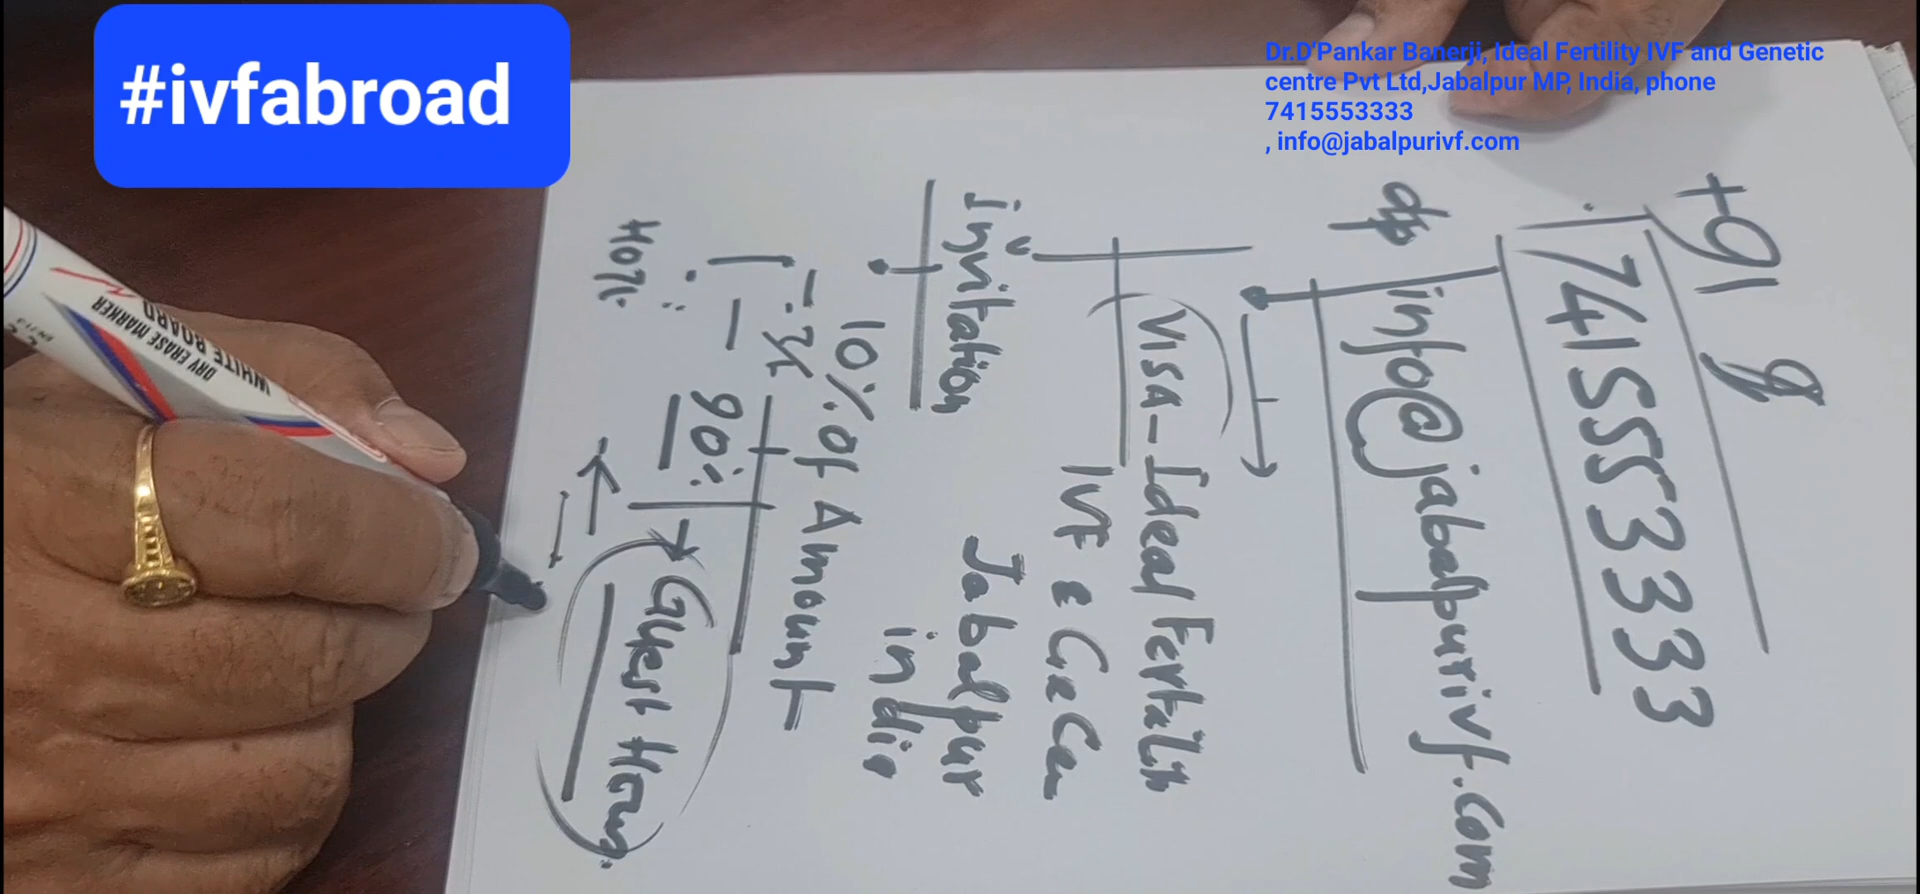 #ivfabroad
Dr.D'Pankar Banerji, Ideal Fertility IVF and Genetic
centre Pvt Ltd,Jabalpur MP, India, phone
7415553333
, info@jabalpurivf.com
+91
7415553333
info@jabalpurivf.com
VISA - Ideal Fertility
IVF &
invitation Jabalpur
india
10% of Amount
90%
Guest House
Hotel
WHITE BOARD
DRY ERASE MARKER